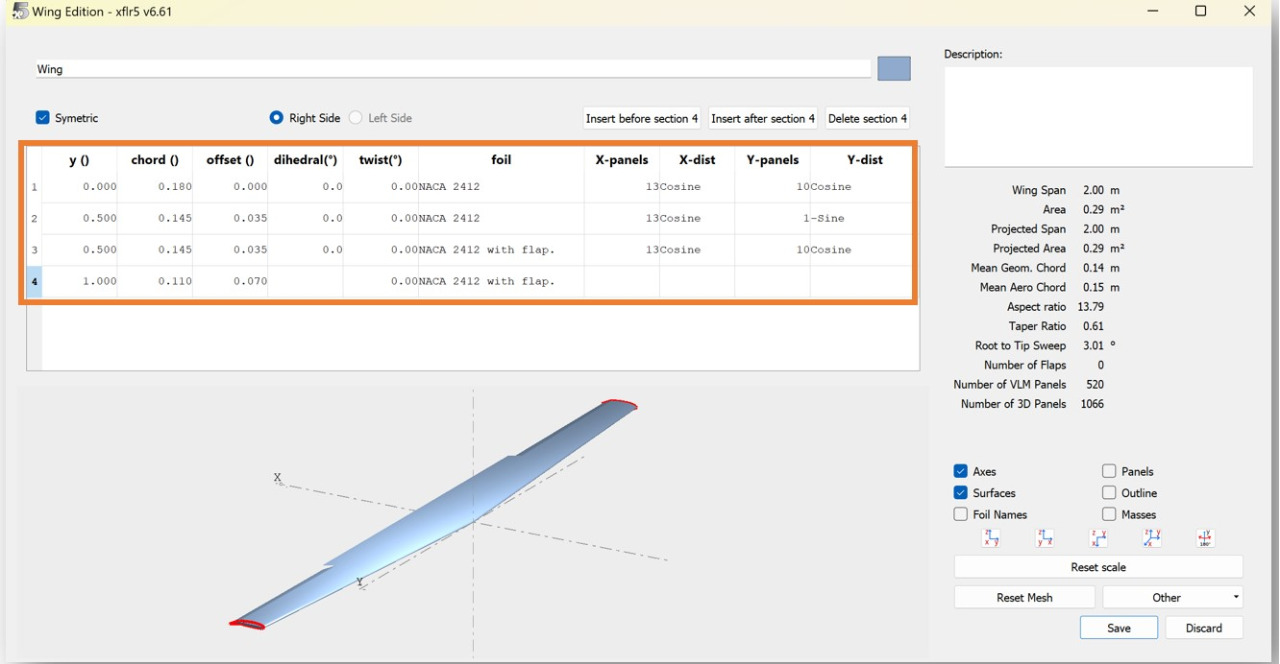 Wing Edition - xflr5 v6.61
Wing
Symetric Right Side Left Side Insert before section 4 Insert after section 4 Delete section 4
y () chord () offset () dihedral(°) twist(°) foil X-panels X-dist Y-panels Y-dist
1 0.000 0.180 0.000 0.0 0.00 NACA 2412 13 Cosine 10 Cosine
2 0.500 0.145 0.035 0.0 0.00 NACA 2412 13 Cosine 1 -Sine
3 0.500 0.145 0.035 0.0 0.00 NACA 2412 with flap. 13 Cosine 10 Cosine
4 1.000 0.110 0.070 0.00 NACA 2412 with flap.
X
Y
Description:
Wing Span 2.00 m
Area 0.29 m²
Projected Span 2.00 m
Projected Area 0.29 m²
Mean Geom. Chord 0.14 m
Mean Aero Chord 0.15 m
Aspect ratio 13.79
Taper Ratio 0.61
Root to Tip Sweep 3.01 °
Number of Flaps 0
Number of VLM Panels 520
Number of 3D Panels 1066
Axes Panels
Surfaces Outline
Foil Names Masses
Reset scale
Reset Mesh Other
Save Discard